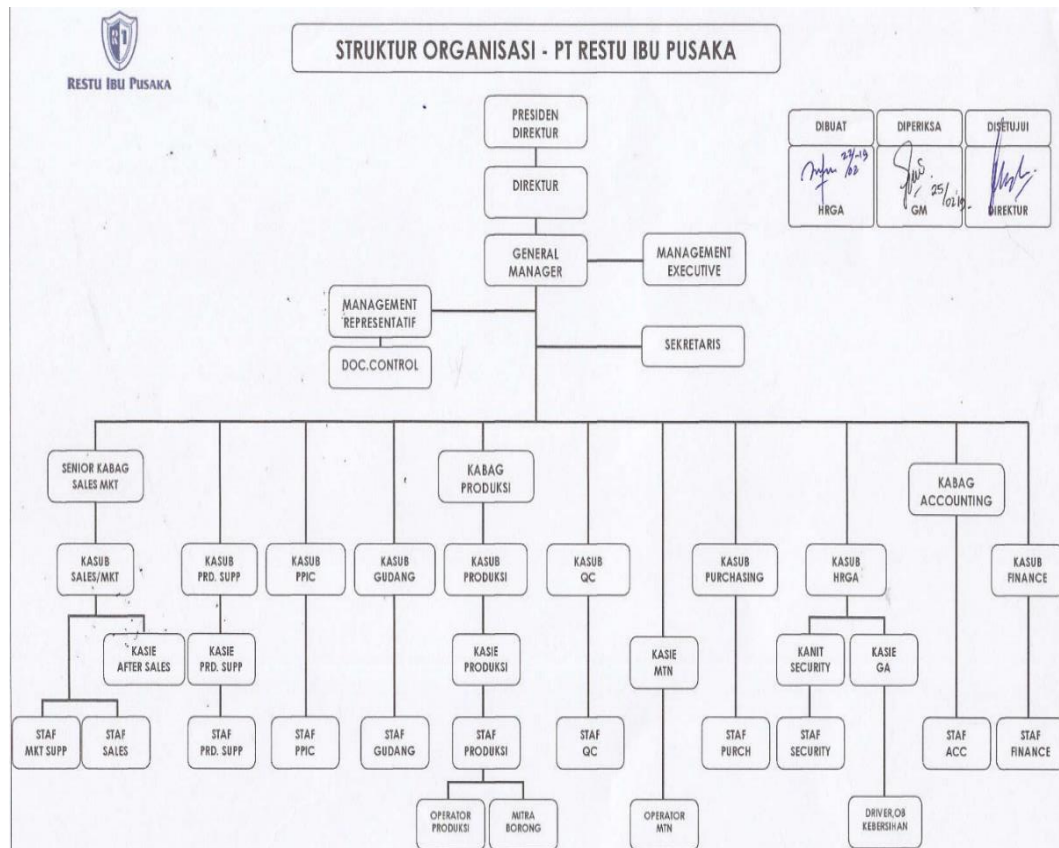 STRUKTUR ORGANISASI - PT RESTU IBU PUSAKA
RESTU IBU PUSAKA
PRESIDEN
DIREKTUR
DIREKTUR
GENERAL
MANAGER
MANAGEMENT
EXECUTIVE
DIBUAT
DIPERIKSA
DISETUJUI
25/02'19
HRGA
GM
DIREKTUR
MANAGEMENT
REPRESENTATIF
DOC.CONTROL
SEKRETARIS
SENIOR KABAG
SALES MKT
KABAG
PRODUKSI
KABAG
ACCOUNTING
KASUB
SALES/MKT
KASUB
PRD. SUPP
KASUB
PPIC
KASUB
GUDANG
KASUB
PRODUKSI
KASUB
QC
KASUB
PURCHASING
KASUB
HRGA
KASUB
FINANCE
KASIE
AFTER SALES
KASIE
PRD. SUPP
KASIE
PRODUKSI
KASIE
MTN
KANIT
SECURITY
KASIE
GA
STAF
MKT SUPP
STAF
SALES
STAF
PRD. SUPP
STAF
PPIC
STAF
GUDANG
STAF
PRODUKSI
STAF
QC
STAF
PURCH
STAF
SECURITY
STAF
ACC
STAF
FINANCE
OPERATOR
PRODUKSI
MITRA
BORONG
OPERATOR
MTN
DRIVER,OB
KEBERSIHAN